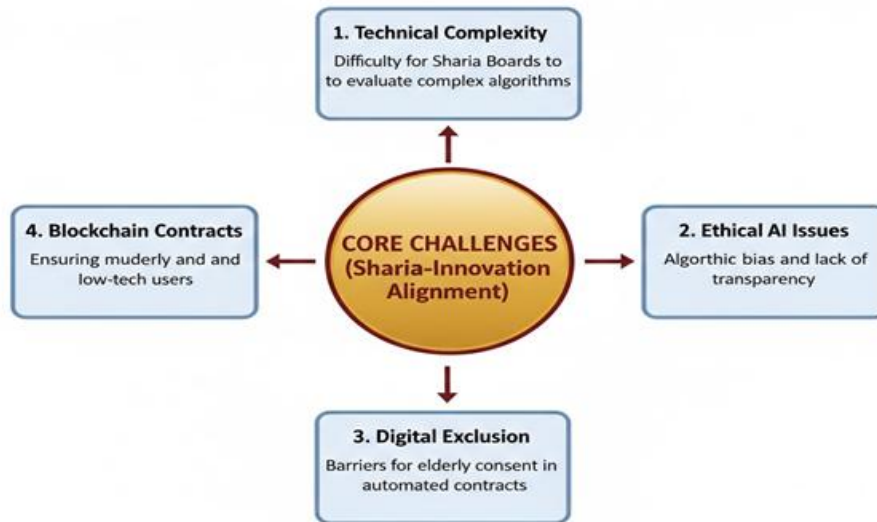 1. Technical Complexity
Difficulty for Sharia Boards to
to evaluate complex algorithms
4. Blockchain Contracts
Ensuring muderly and and
low-tech users
CORE CHALLENGES
(Sharia-Innovation
Alignment)
2. Ethical AI Issues
Algorthic bias and lack of
transparency
3. Digital Exclusion
Barriers for elderly consent in
automated contracts